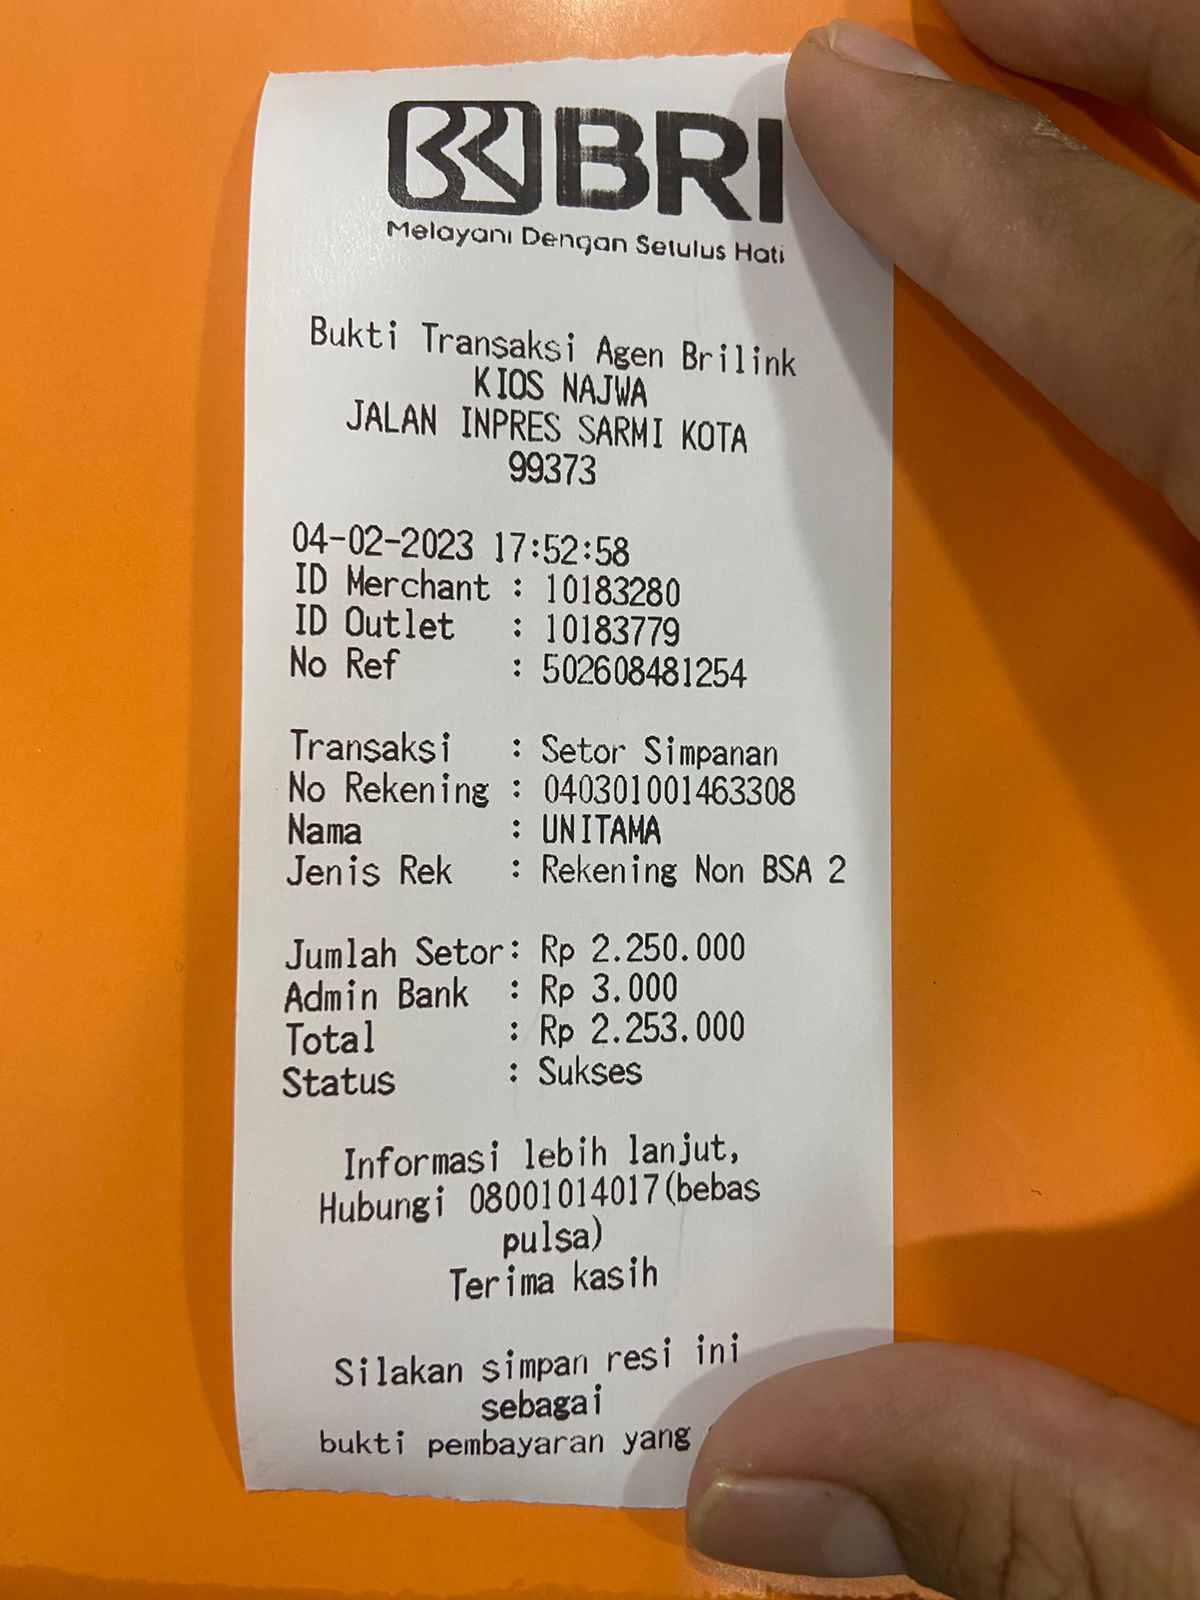 BRI
Melayani Dengan Setulus Hati
Bukti Transaksi Agen Brilink
KIOS NAJWA
JALAN INPRES SARMI KOTA
99373
04-02-2023 17:52:58
ID Merchant : 10183280
ID Outlet : 10183779
No Ref : 502608481254
Transaksi : Setor Simpanan
No Rekening : 040301001463308
Nama : UNITAMA
Jenis Rek : Rekening Non BSA 2
Jumlah Setor: Rp 2.250.000
Admin Bank : Rp 3.000
Total : Rp 2.253.000
Status : Sukses
Informasi lebih lanjut,
Hubungi 08001014017(bebas
pulsa)
Terima kasih
Silakan simpan resi ini
sebagai
bukti pembayaran yang